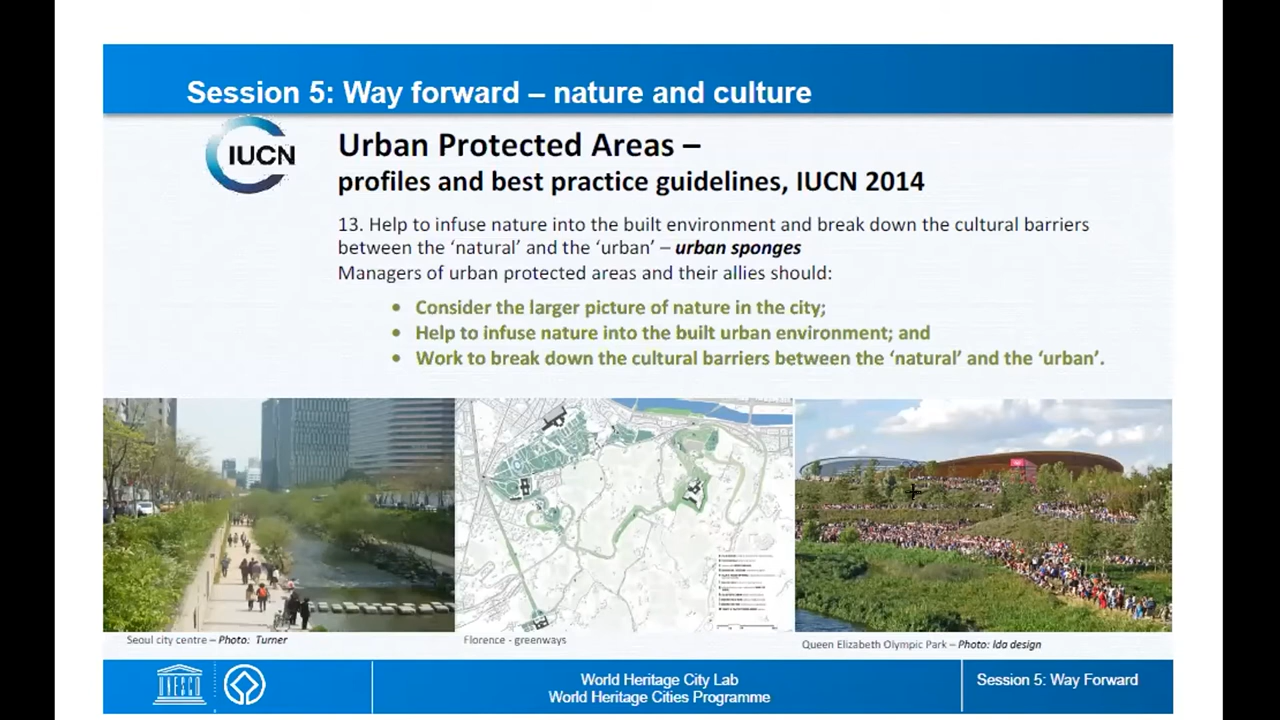 Session 5: Way forward – nature and culture
IUCN
Urban Protected Areas –
profiles and best practice guidelines, IUCN 2014
13. Help to infuse nature into the built environment and break down the cultural barriers
between the ‘natural’ and the ‘urban’ – urban sponges
Managers of urban protected areas and their allies should:
• Consider the larger picture of nature in the city;
• Help to infuse nature into the built urban environment; and
• Work to break down the cultural barriers between the ‘natural’ and the ‘urban’.
Seoul city centre – Photo: Turner
Florence - greenways
Queen Elizabeth Olympic Park – Photo: lda design
UNESCO
World Heritage City Lab
World Heritage Cities Programme
Session 5: Way Forward